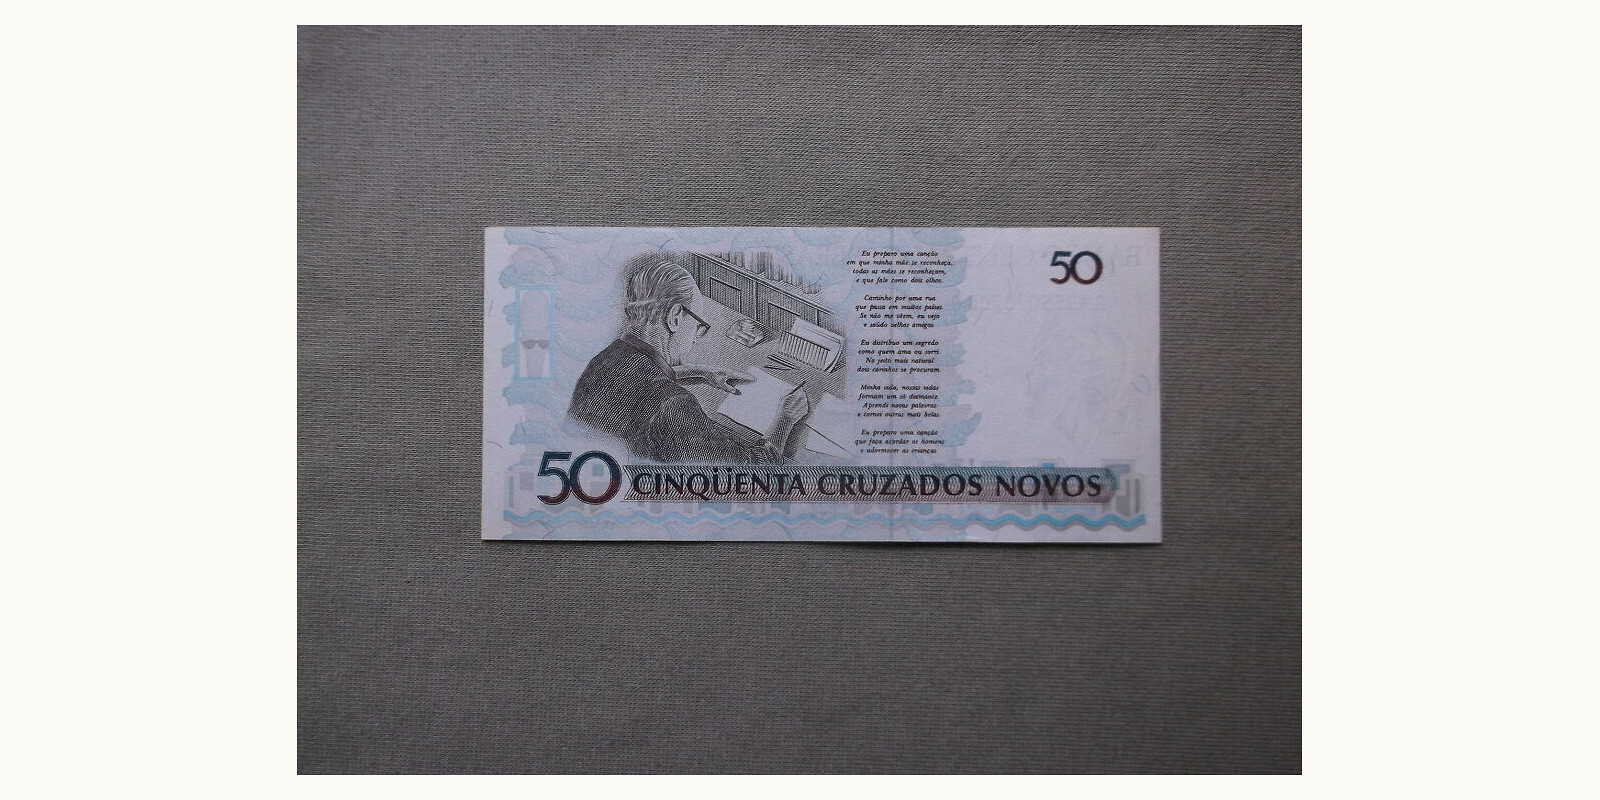 Eu preparo uma canção
em que minha mãe se reconheça,
todas as mães se reconheçam,
e que fale como dois olhos.
Caminho por uma rua
que passa em muitos países.
Se não me vêem, eu vejo
e saúdo velhos amigos.
Eu distribuo um segredo
como quem ama ou sorri.
No jeito mais natural
dois carinhos se procuram.
Minha vida, nossas vidas
formam um só diamante.
Aprendi novas palavras
e tornei outras mais belas.
Eu preparo uma canção
que faça acordar os homens
e adormecer as crianças.
50
50 CINQÜENTA CRUZADOS NOVOS